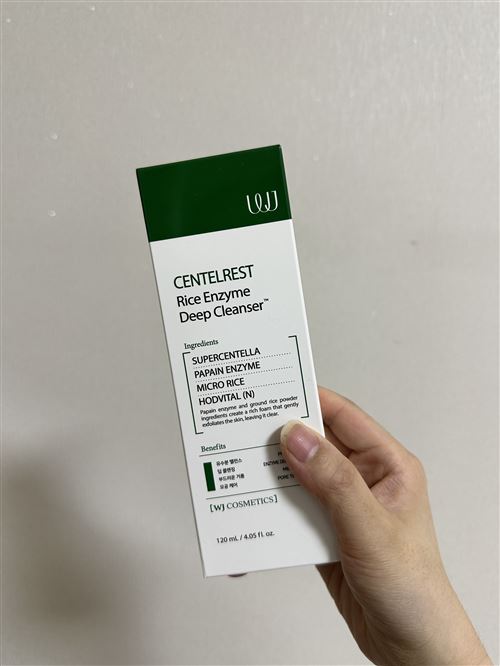 WJ
CENTELREST
Rice Enzyme
Deep Cleanser™
Ingredients
SUPERCENTELLA
PAPAIN ENZYME
MICRO RICE
HODVITAL (N)
Papain enzyme and ground rice powder
ingredients create a rich foam that gently
exfoliates the skin, leaving it clear.
Benefits
유수분 밸런스
딥 클렌징
부드러운 거품
모공 케어
ENZYME
[WJ COSMETICS]
120 mL / 4.05 fl. oz.